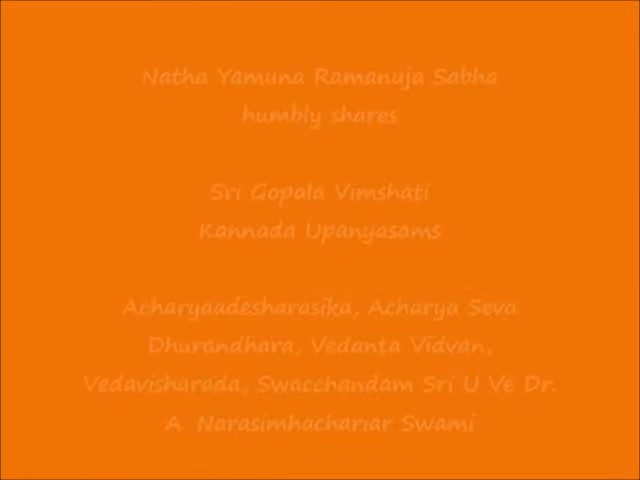 Natha Yamuna Ramanuja Sabha
humbly shares
Sri Gopala Vimshati
Kannada Upanyasams
Acharyaadesharasika, Acharya Seva
Dhurandhara, Vedanta Vidvan,
Vedavisharada, Swacchandam Sri U Ve Dr.
A. Narasimhachariar Swami